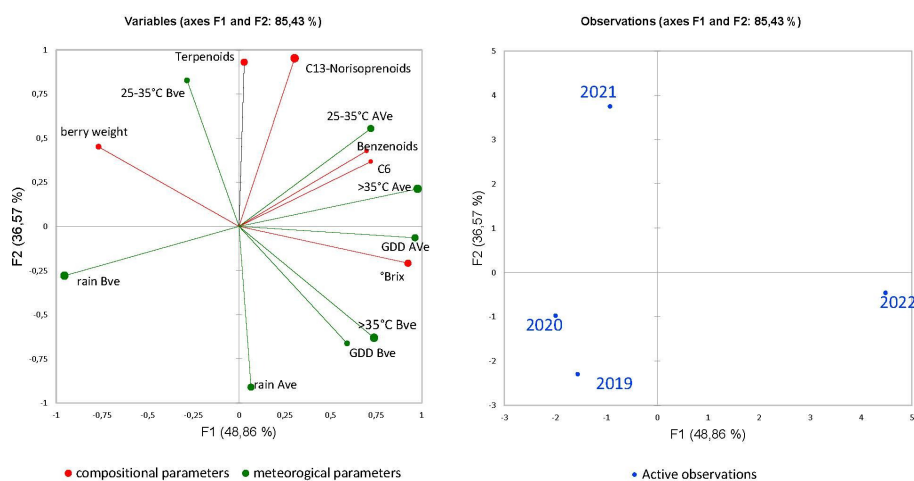 Variables (axes F1 and F2: 85,43 %)
Observations (axes F1 and F2: 85,43 %)
1
0,75
0,5
0,25
0
-0,25
-0,5
-0,75
-1
F2 (36,57 %)
Terpenoids
C13-Norisoprenoids
25-35°C Bve
25-35°C AVe
berry weight
Benzenoids
C6
>35°C Ave
GDD AVe
°Brix
rain Bve
>35°C Bve
GDD Bve
rain Ave
-1
-0,75
-0,5
-0,25
0
0,25
0,5
0,75
1
F1 (48,86 %)
compositional parameters
meteorogical parameters
5
4
3
2
1
0
-1
-2
-3
F2 (36,57 %)
2021
2022
2020
2019
-3
-2
-1
0
1
2
3
4
5
F1 (48,86 %)
Active observations